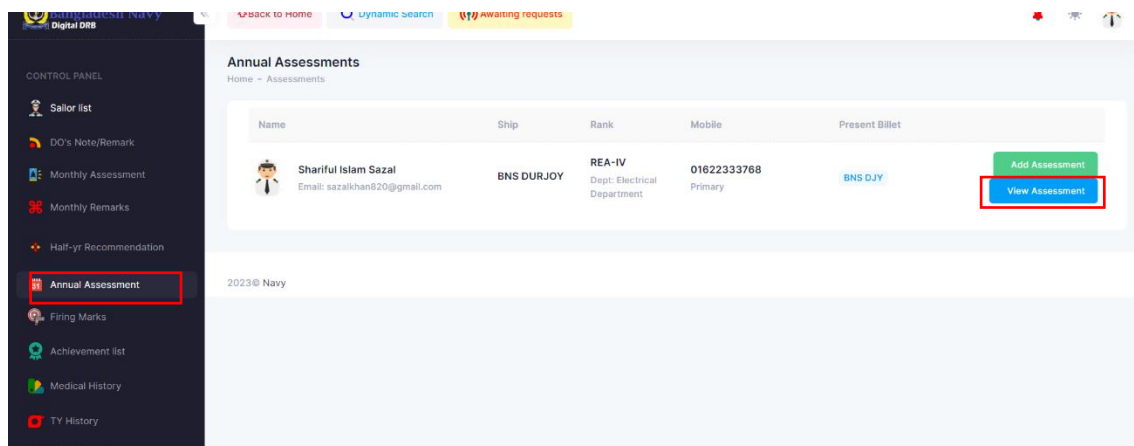 Bangladesh Navy
Digital DRB
Back to Home
Dynamic Search
Awaiting requests
CONTROL PANEL
Sailor list
DO's Note/Remark
Monthly Assessment
Monthly Remarks
Half-yr Recommendation
Annual Assessment
Firing Marks
Achievement list
Medical History
TY History
Annual Assessments
Home - Assessments
Name Ship Rank Mobile Present Billet
Shariful Islam Sazal
Email: sazalkhan820@gmail.com
BNS DURJOY
REA-IV
Dept: Electrical
Department
01622333768
Primary
BNS DJY
Add Assessment
View Assessment
2023© Navy